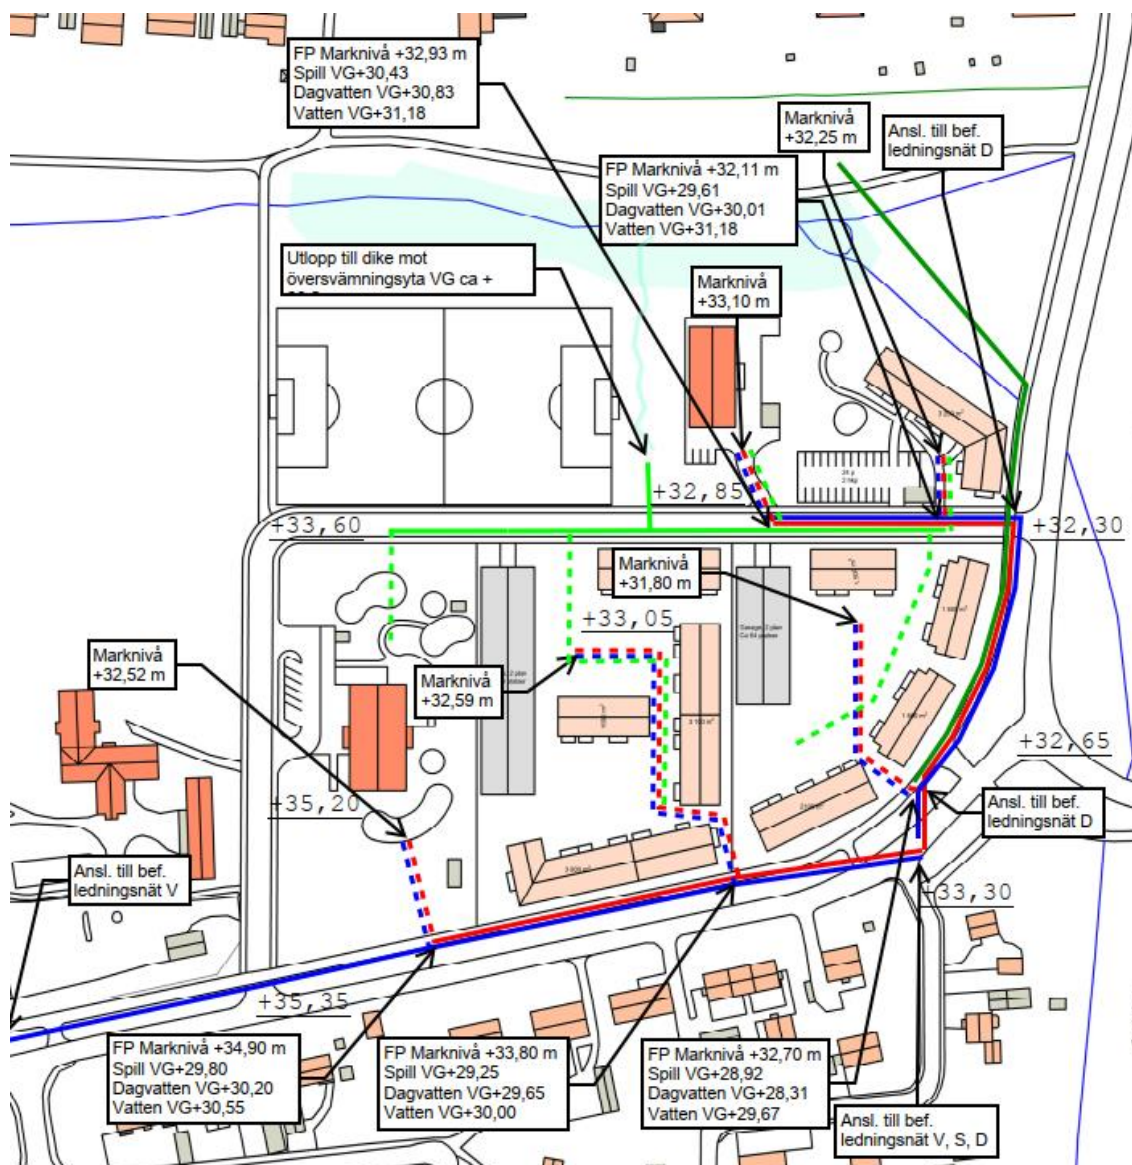 FP Marknivå +32,93 m
Spill VG+30,43
Dagvatten VG+30,83
Vatten VG+31,18
Marknivå
+32,25 m
Ansl. till bef.
ledningsnät D
FP Marknivå +32,11 m
Spill VG+29,61
Dagvatten VG+30,01
Vatten VG+31,18
Utlopp till dike mot
översvämningsyta VG ca +
Marknivå
+33,10 m
+32,85
+33,60
+32,30
Marknivå
+31,80 m
+33,05
Marknivå
+32,52 m
Marknivå
+32,59 m
+32,65
+35,20
Ansl. till bef.
ledningsnät D
Ansl. till bef.
ledningsnät V
+33,30
+35,35
FP Marknivå +34,90 m
Spill VG+29,80
Dagvatten VG+30,20
Vatten VG+30,55
FP Marknivå +33,80 m
Spill VG+29,25
Dagvatten VG+29,65
Vatten VG+30,00
FP Marknivå +32,70 m
Spill VG+28,92
Dagvatten VG+28,31
Vatten VG+29,67
Ansl. till bef.
ledningsnät V, S, D